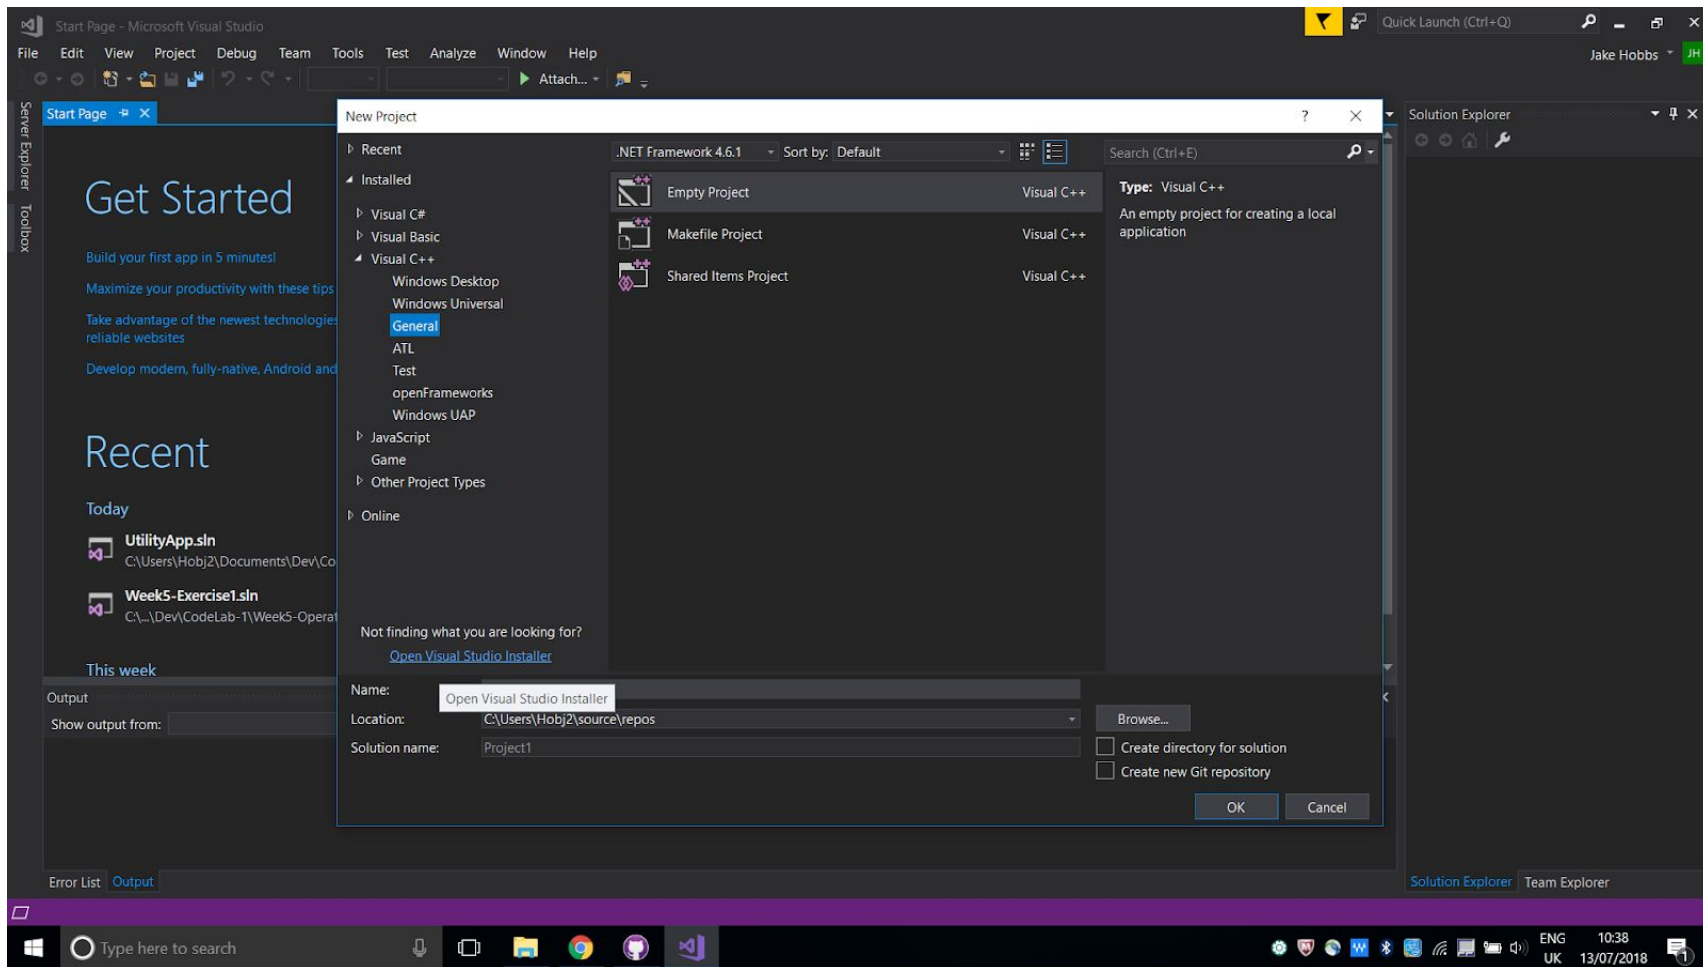 Start Page - Microsoft Visual Studio
Quick Launch (Ctrl+Q)
File Edit View Project Debug Team Tools Test Analyze Window Help
Jake Hobbs
JH
Attach...
Server Explorer
Toolbox
Start Page
Get Started
Build your first app in 5 minutes!
Maximize your productivity with these tips
Take advantage of the newest technologies
reliable websites
Develop modern, fully-native, Android and
Recent
Today
UtilityApp.sln
C:\Users\Hobj2\Documents\Dev\Co
Week5-Exercise1.sln
C:\...\Dev\CodeLab-1\Week5-Operat
This week
Output
Show output from:
Error List Output
New Project
?
Recent
Installed
Visual C#
Visual Basic
Visual C++
Windows Desktop
Windows Universal
General
ATL
Test
openFrameworks
Windows UAP
JavaScript
Game
Other Project Types
Online
Not finding what you are looking for?
Open Visual Studio Installer
.NET Framework 4.6.1 Sort by: Default
Search (Ctrl+E)
Empty Project Visual C++
Makefile Project Visual C++
Shared Items Project Visual C++
Type: Visual C++
An empty project for creating a local
application
Name:
Open Visual Studio Installer
Location: C:\Users\Hobj2\source\repos Browse...
Solution name: Project1
Create directory for solution
Create new Git repository
OK Cancel
Solution Explorer
Solution Explorer Team Explorer
Type here to search
ENG
UK
10:38
13/07/2018
1